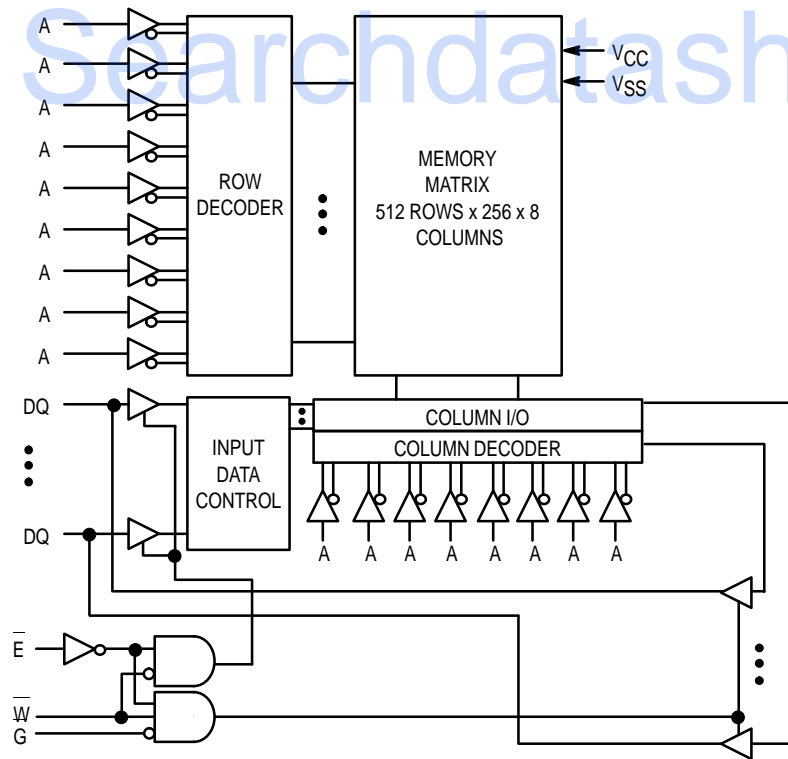 Searchdatash
A
A
A
A
A
A
A
A
A
ROW
DECODER
MEMORY
MATRIX
512 ROWS x 256 x 8
COLUMNS
VCC
VSS
DQ
DQ
INPUT
DATA
CONTROL
COLUMN I/O
COLUMN DECODER
A A A A A A A A
E
W
G